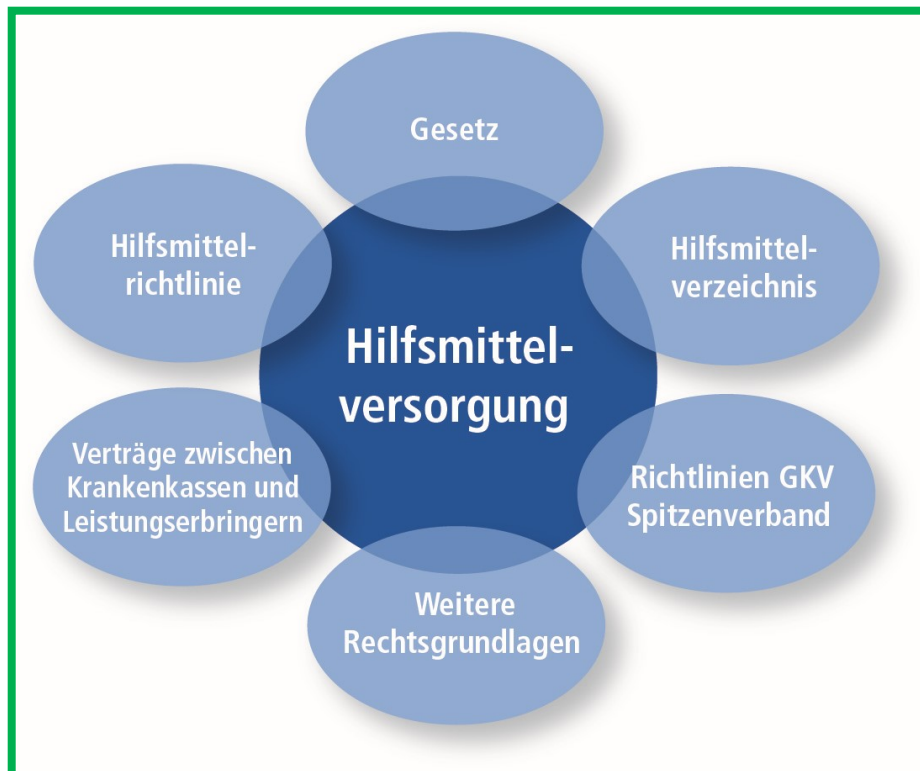 Gesetz
Hilfsmittel-
richtlinie
Hilfsmittel-
verzeichnis
Hilfsmittel-
versorgung
Verträge zwischen
Krankenkassen und
Leistungserbringern
Richtlinien GKV
Spitzenverband
Weitere
Rechtsgrundlagen